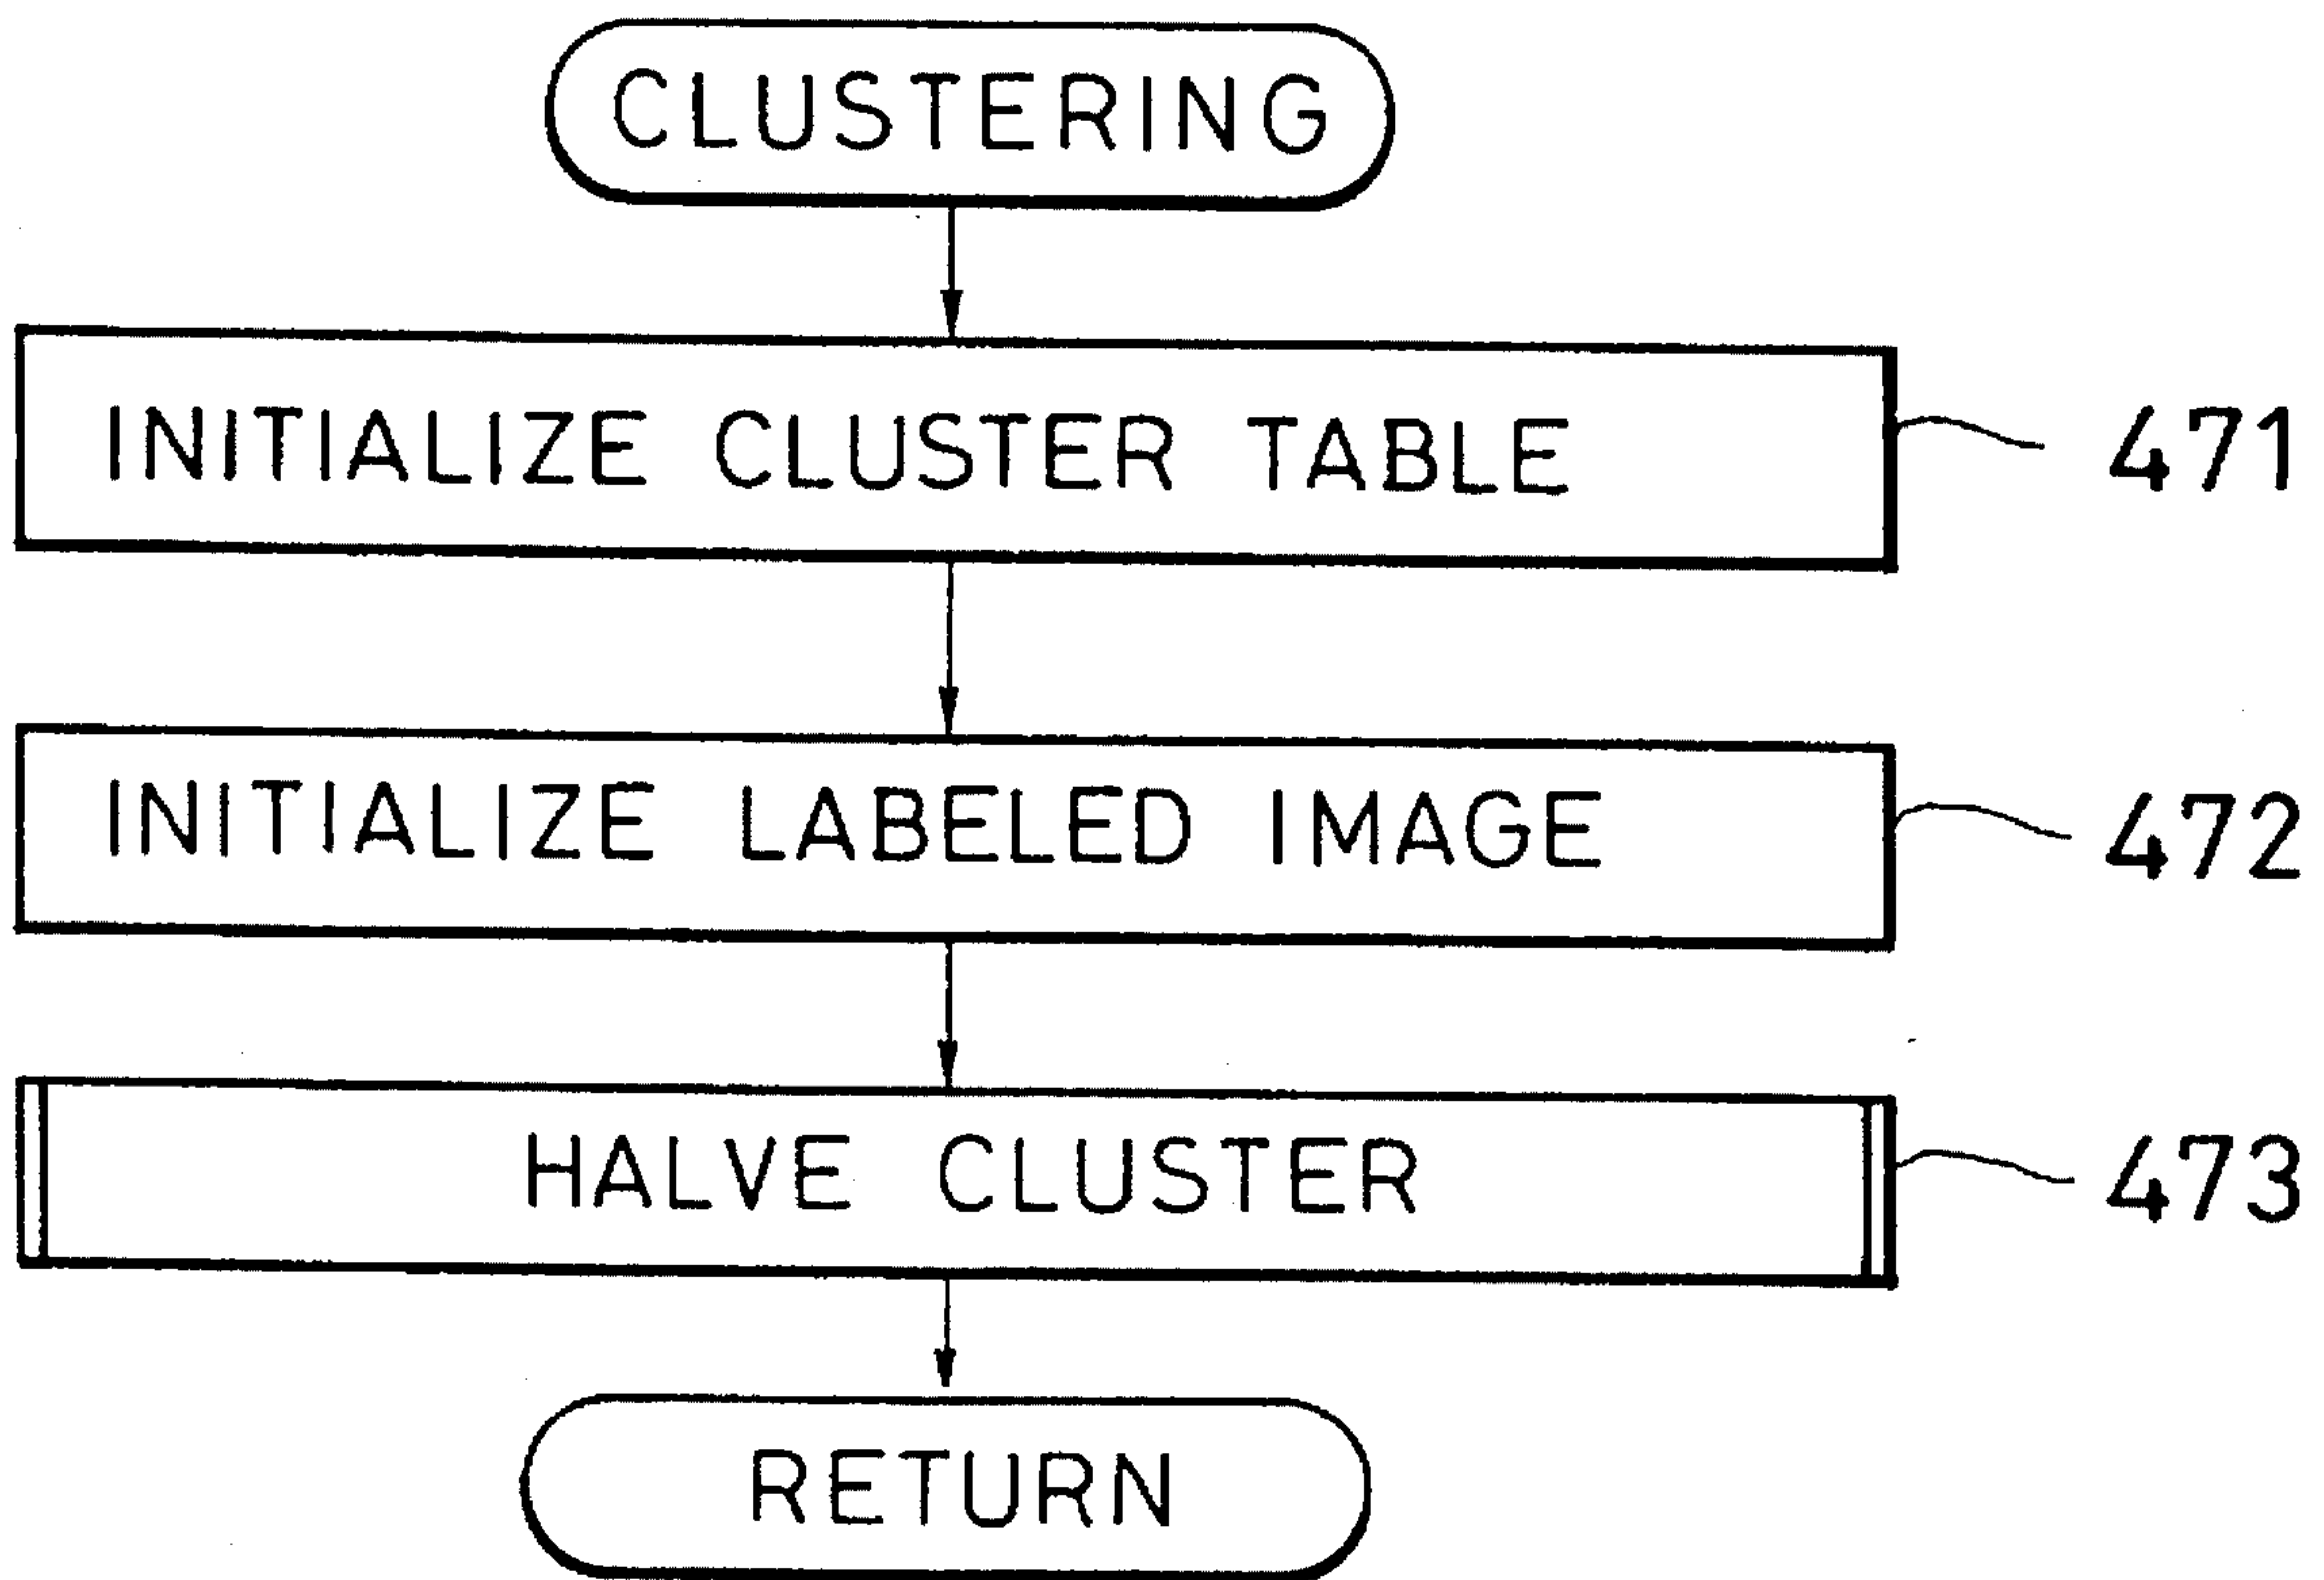 CLUSTERING
INITIALIZE CLUSTER TABLE
471
INITIALIZE LABELED IMAGE
472
HALVE CLUSTER
473
RETURN